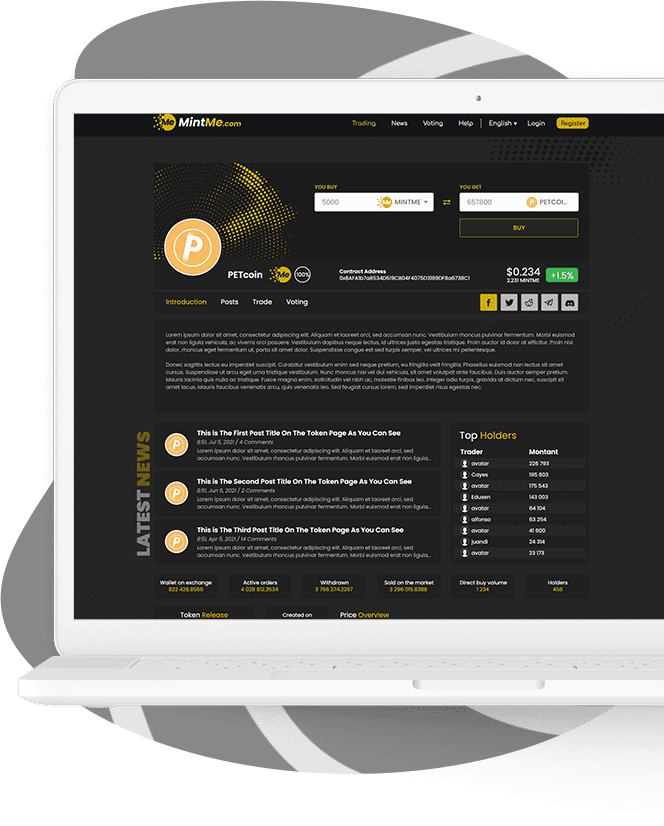 Me MintMe.com
Trading News Voting Help English Login Register
YOU BUY YOU GET
5000 Me MINTME 657800 P PETCOI...
BUY
P
PETcoin Me 100% Contract Address
$0.234 +1.5%
2.231 MINTME
Introduction Posts Trade Voting
Lorem ipsum dolor sit amet, consectetur adipiscing elit. Aliquam et laoreet orci, sed accumsan nunc. Vestibulum rhoncus pulvinar fermentum. Morbi euismod
erat non ligula vehicula, ac viverra orci posuere. Vestibulum dapibus neque lectus, id ultrices justo egestas tristique. Proin auctor id dolor at efficitur. Proin nisi
dolor, rhoncus eget fermentum ut, porta sit amet dolor. Suspendisse congue est sed turpis semper, vel ultrices mi pellentesque.
Donec sagittis lectus eu imperdiet suscipit. Curabitur vestibulum enim sed neque pretium, eu fringilla velit fringilla. Phasellus euismod non lectus sit amet
cursus. Suspendisse ut arcu eget urna tristique vestibulum. Nunc rhoncus nisl vel dui vehicula, sit amet volutpat ante faucibus. Duis auctor semper pretium.
Mauris lacinia quis nulla ac tristique. Fusce magna enim, sollicitudin vel nibh ac, molestie finibus leo. Integer odio turpis, gravida at dictum nec, suscipit sit
amet lacus. Mauris faucibus venenatis arcu, quis venenatis leo. Sed feugiat cursus lorem, sed imperdiet risus egestas nec.
LATEST NEWS
This is The First Post Title On The Token Page As You Can See
8:51, Jul 5, 2021 / 4 Comments
Lorem ipsum dolor sit amet, consectetur adipiscing elit. Aliquam et laoreet orci, sed
accumsan nunc. Vestibulum rhoncus pulvinar fermentum. Morbi euismod erat non ligula...
This is The Second Post Title On The Token Page As You Can See
8:51, Jun 5, 2021 / 2 Comments
Lorem ipsum dolor sit amet, consectetur adipiscing elit. Aliquam et laoreet orci, sed
accumsan nunc. Vestibulum rhoncus pulvinar fermentum. Morbi euismod erat non ligula...
This is The Third Post Title On The Token Page As You Can See
8:51, Apr 5, 2021 / 14 Comments
Lorem ipsum dolor sit amet, consectetur adipiscing elit. Aliquam et laoreet orci, sed
accumsan nunc. Vestibulum rhoncus pulvinar fermentum. Morbi euismod erat non ligula...
Top Holders
Trader Montant
avatar 226 793
Cayes 195 803
avatar 175 543
Edusen 143 003
avatar 64 104
alfonso 63 254
avatar 41 500
juandi 24 314
avatar 23 173
Wallet on exchange Active orders Withdrawn Sold on the market Direct buy volume Holders
822 428,9566 4 028 812,3534 3 766 274,2267 3 296 015,8388 1 234 456
Token Release Created on Price Overview